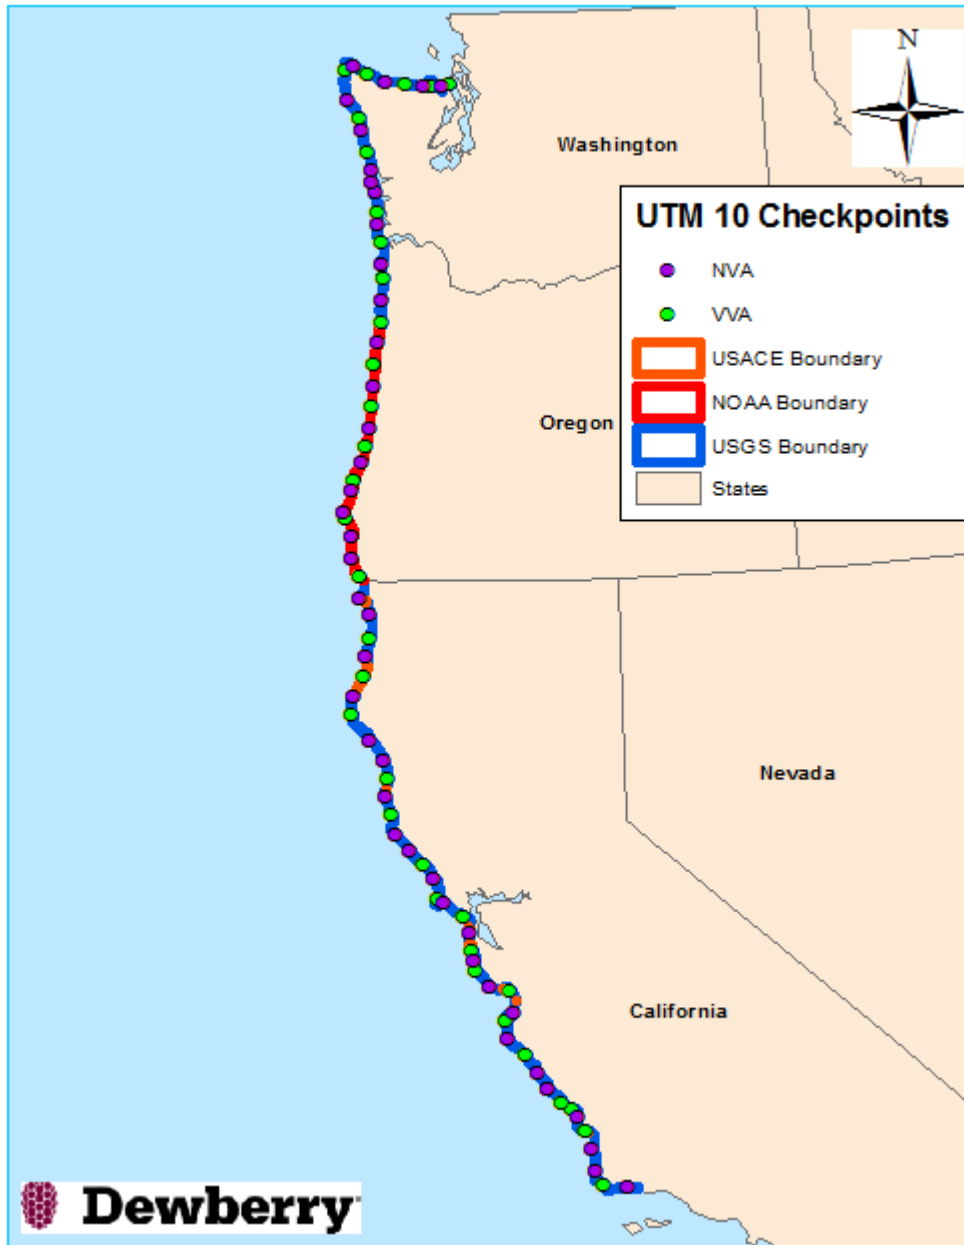 N
Washington
UTM 10 Checkpoints
NVA
VVA
USACE Boundary
NOAA Boundary
Oregon
USGS Boundary
States
Nevada
California
Dewberry